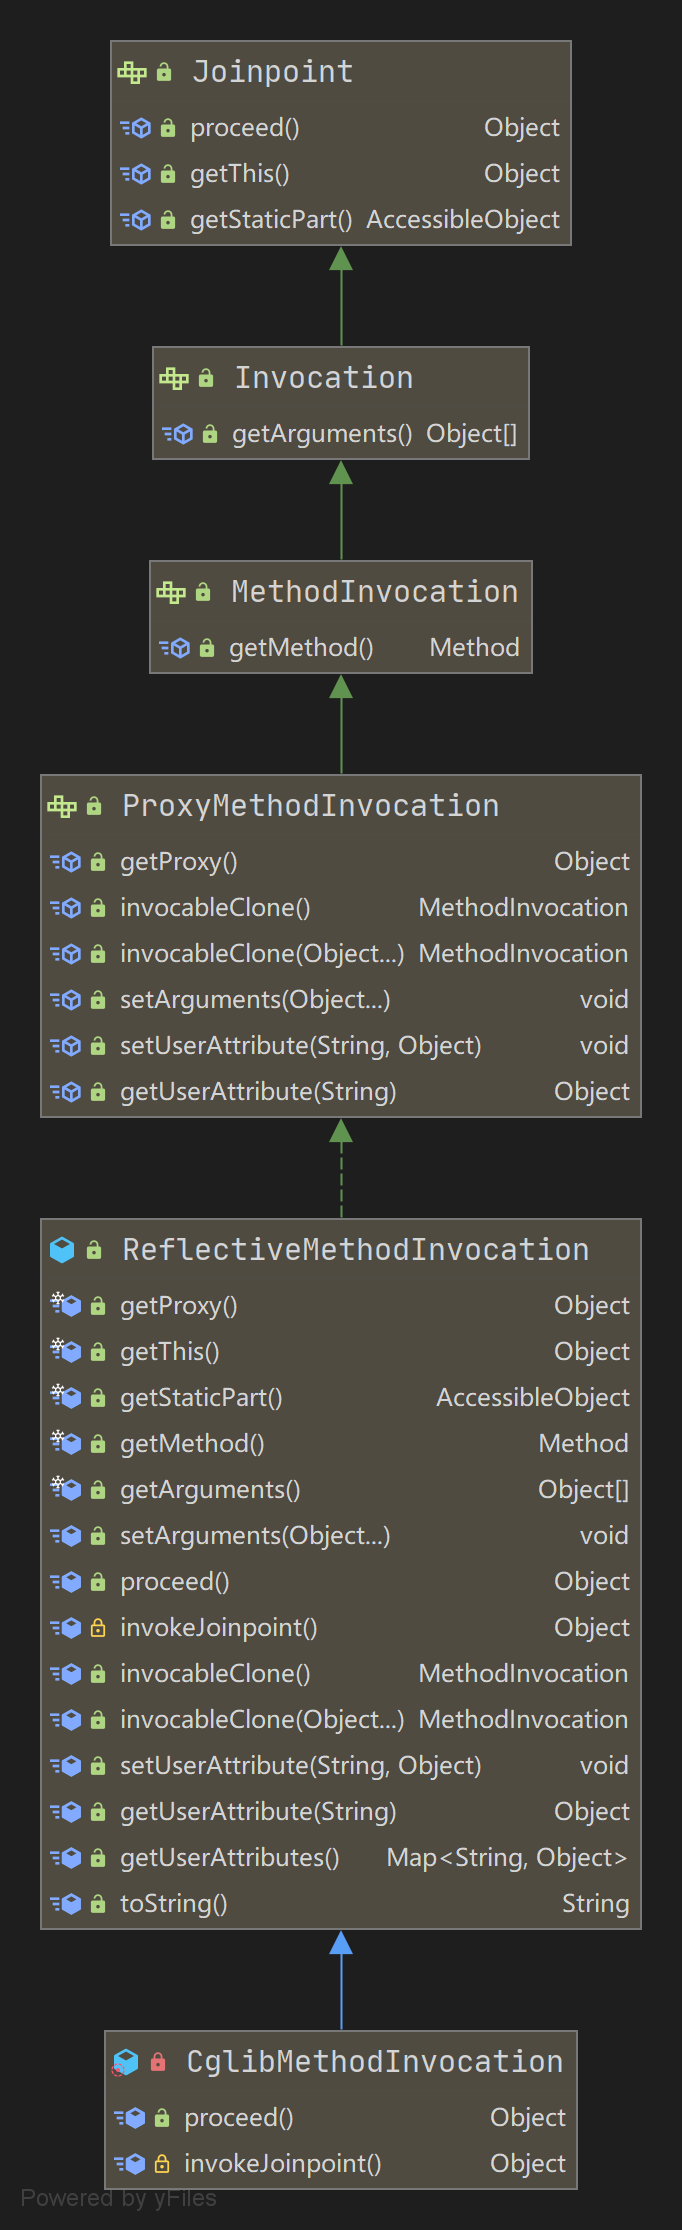 Joinpoint
proceed() Object
getThis() Object
getStaticPart() AccessibleObject
Invocation
getArguments() Object[]
MethodInvocation
getMethod() Method
ProxyMethodInvocation
getProxy() Object
invocableClone() MethodInvocation
invocableClone(Object...) MethodInvocation
setArguments(Object...) void
setUserAttribute(String, Object) void
getUserAttribute(String) Object
ReflectiveMethodInvocation
getProxy() Object
getThis() Object
getStaticPart() AccessibleObject
getMethod() Method
getArguments() Object[]
setArguments(Object...) void
proceed() Object
invokeJoinpoint() Object
invocableClone() MethodInvocation
invocableClone(Object...) MethodInvocation
setUserAttribute(String, Object) void
getUserAttribute(String) Object
getUserAttributes() Map<String, Object>
toString() String
CglibMethodInvocation
proceed() Object
invokeJoinpoint() Object
Powered by yFiles